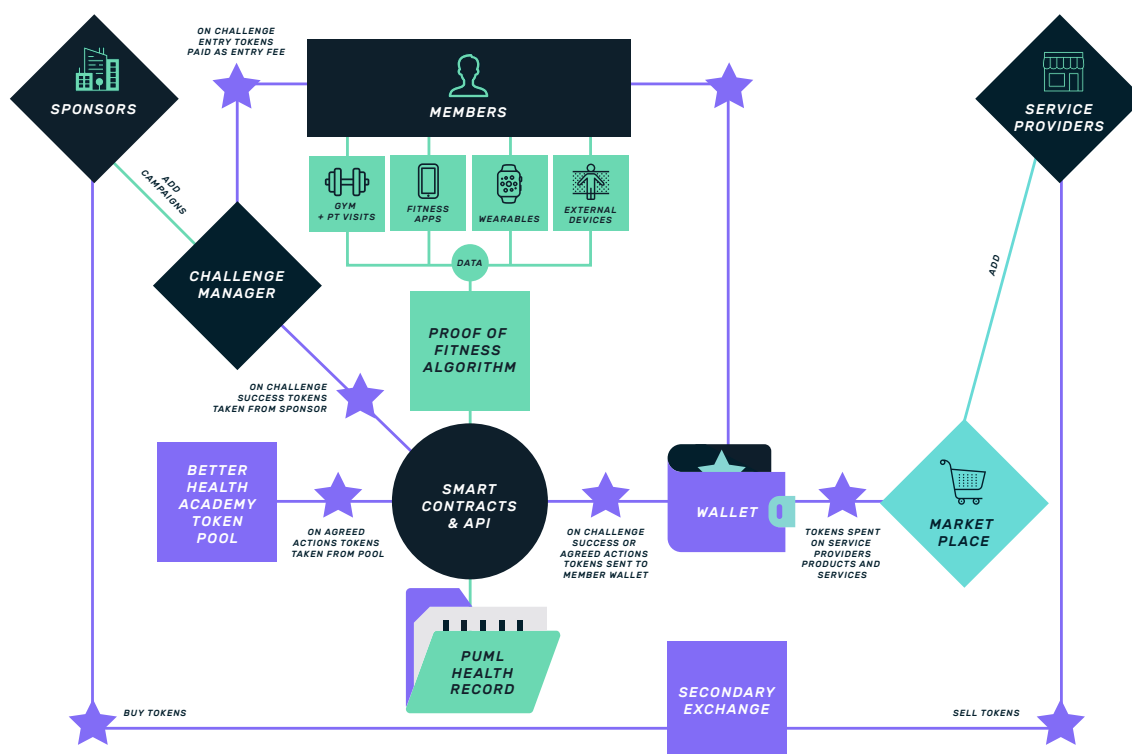 ON CHALLENGE
ENTRY TOKENS
PAID AS ENTRY FEE
SPONSORS
MEMBERS
SERVICE
PROVIDERS
ADD
CAMPAIGNS
GYM
+ PT VISITS
FITNESS
APPS
WEARABLES
EXTERNAL
DEVICES
CHALLENGE
MANAGER
DATA
ADD
PROOF OF
FITNESS
ALGORITHM
ON CHALLENGE
SUCCESS TOKENS
TAKEN FROM SPONSOR
BETTER
HEALTH
ACADEMY
TOKEN
POOL
ON AGREED
ACTIONS TOKENS
TAKEN FROM POOL
SMART
CONTRACTS
& API
ON CHALLENGE
SUCCESS OR
AGREED ACTIONS
TOKENS SENT TO
MEMBER WALLET
WALLET
TOKENS SPENT
ON SERVICE
PROVIDERS
PRODUCTS AND
SERVICES
MARKET
PLACE
PUML
HEALTH
RECORD
SECONDARY
EXCHANGE
BUY TOKENS
SELL TOKENS